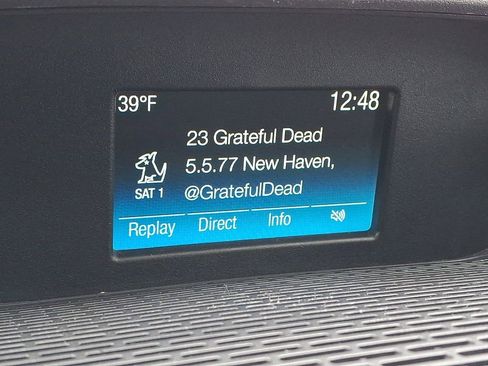 39°F 12:48
23 Grateful Dead
5.5.77 New Haven,
SAT 1 @GratefulDead
Replay Direct Info